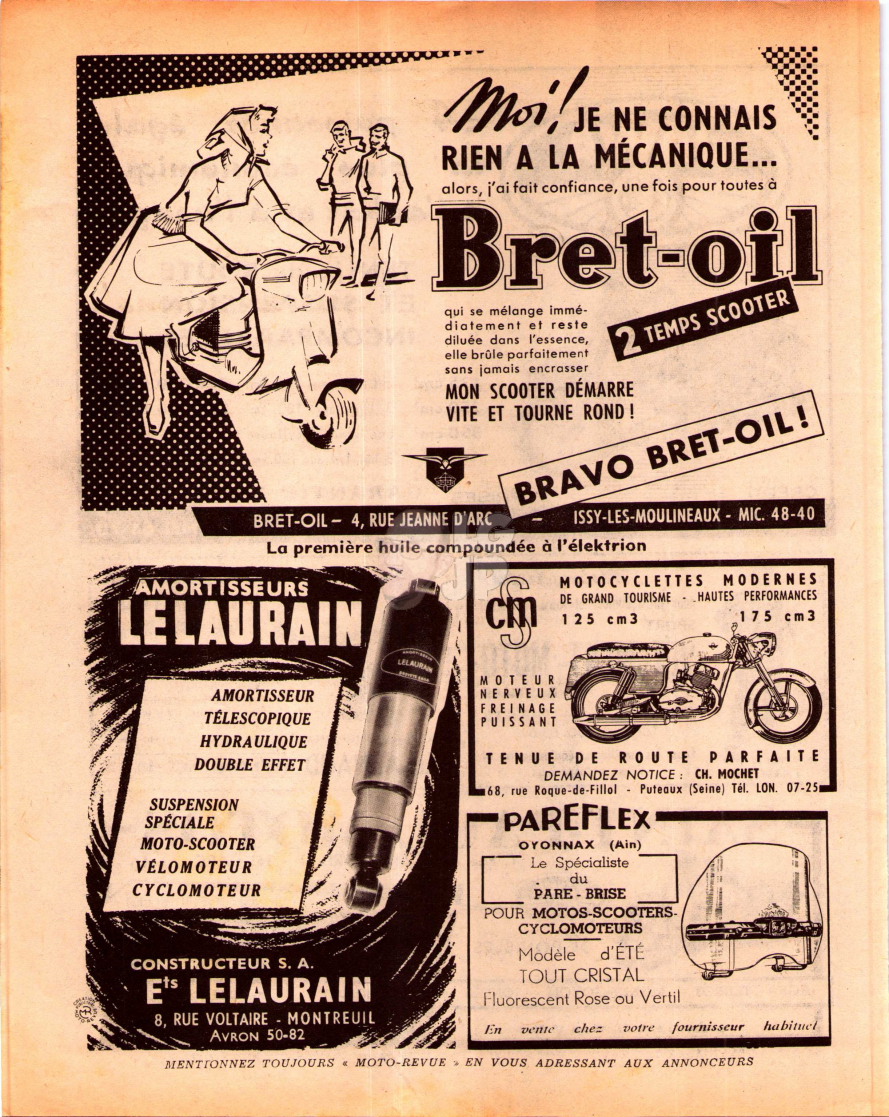 Moi! JE NE CONNAIS
RIEN A LA MÉCANIQUE...
alors, j'ai fait confiance, une fois pour toutes à
Bret-oil
qui se mélange immé-
diatement et reste
diluée dans l'essence,
elle brûle parfaitement
sans jamais encrasser
2 TEMPS SCOOTER
MON SCOOTER DÉMARRE
VITE ET TOURNE ROND !
BRAVO BRET-OIL !
BRET-OIL – 4, RUE JEANNE D'ARC – ISSY-LES-MOULINEAUX - MIC. 48-40
La première huile compoundée à l'élektrion
AMORTISSEURS
LELAURAIN
LELAURAIN
AMORTISSEUR
TÉLESCOPIQUE
HYDRAULIQUE
DOUBLE EFFET
SUSPENSION
SPÉCIALE
MOTO-SCOOTER
VÉLOMOTEUR
CYCLOMOTEUR
CONSTRUCTEUR S. A.
Ets LELAURAIN
8, RUE VOLTAIRE - MONTREUIL
AVRON 50-82
cm
MOTOCYCLETTES MODERNES
DE GRAND TOURISME - HAUTES PERFORMANCES
125 cm3 175 cm3
MOTEUR
NERVEUX
FREINAGE
PUISSANT
TENUE DE ROUTE PARFAITE
DEMANDEZ NOTICE : CH. MOCHET
68, rue Roque-de-Fillol - Puteaux (Seine) Tél. LON. 07-25
PAREFLEX
OYONNAX (Ain)
Le Spécialiste
du
PARE-BRISE
POUR MOTOS-SCOOTERS-
CYCLOMOTEURS
Modèle d'ÉTÉ
TOUT CRISTAL
Fluorescent Rose ou Vertil
En vente chez votre fournisseur habituel
MENTIONNEZ TOUJOURS « MOTO-REVUE » EN VOUS ADRESSANT AUX ANNONCEURS